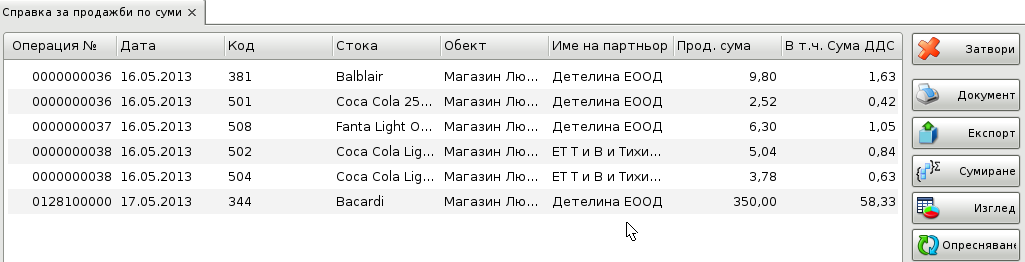 Справка за продажби по суми
Операция № Дата Код Стока Обект Име на партньор Прод. сума В т.ч. Сума ДДС
0000000036 16.05.2013 381 Balblair Магазин Лю... Детелина ЕООД 9,80 1,63
0000000036 16.05.2013 501 Coca Cola 25... Магазин Лю... Детелина ЕООД 2,52 0,42
0000000037 16.05.2013 508 Fanta Light O... Магазин Лю... Детелина ЕООД 6,30 1,05
0000000038 16.05.2013 502 Coca Cola Lig... Магазин Лю... ЕТ Т и В и Тихи... 5,04 0,84
0000000038 16.05.2013 504 Coca Cola Lig... Магазин Лю... ЕТ Т и В и Тихи... 3,78 0,63
0128100000 17.05.2013 344 Bacardi Магазин Лю... Детелина ЕООД 350,00 58,33
Затвори
Документ
Експорт
Сумиране
Изглед
Опресняване